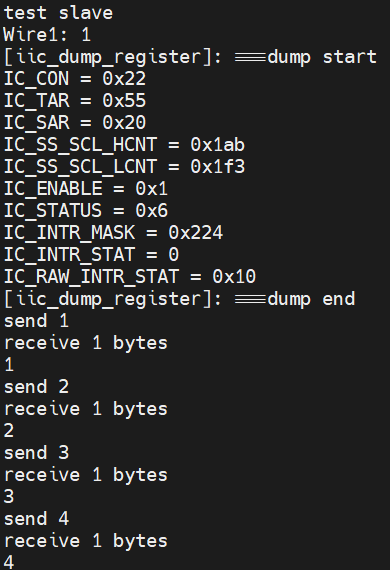 test slave
Wire1: 1
[iic_dump_register]: ===dump start
IC_CON = 0x22
IC_TAR = 0x55
IC_SAR = 0x20
IC_SS_SCL_HCNT = 0x1ab
IC_SS_SCL_LCNT = 0x1f3
IC_ENABLE = 0x1
IC_STATUS = 0x6
IC_INTR_MASK = 0x224
IC_INTR_STAT = 0
IC_RAW_INTR_STAT = 0x10
[iic_dump_register]: ===dump end
send 1
receive 1 bytes
1
send 2
receive 1 bytes
2
send 3
receive 1 bytes
3
send 4
receive 1 bytes
4